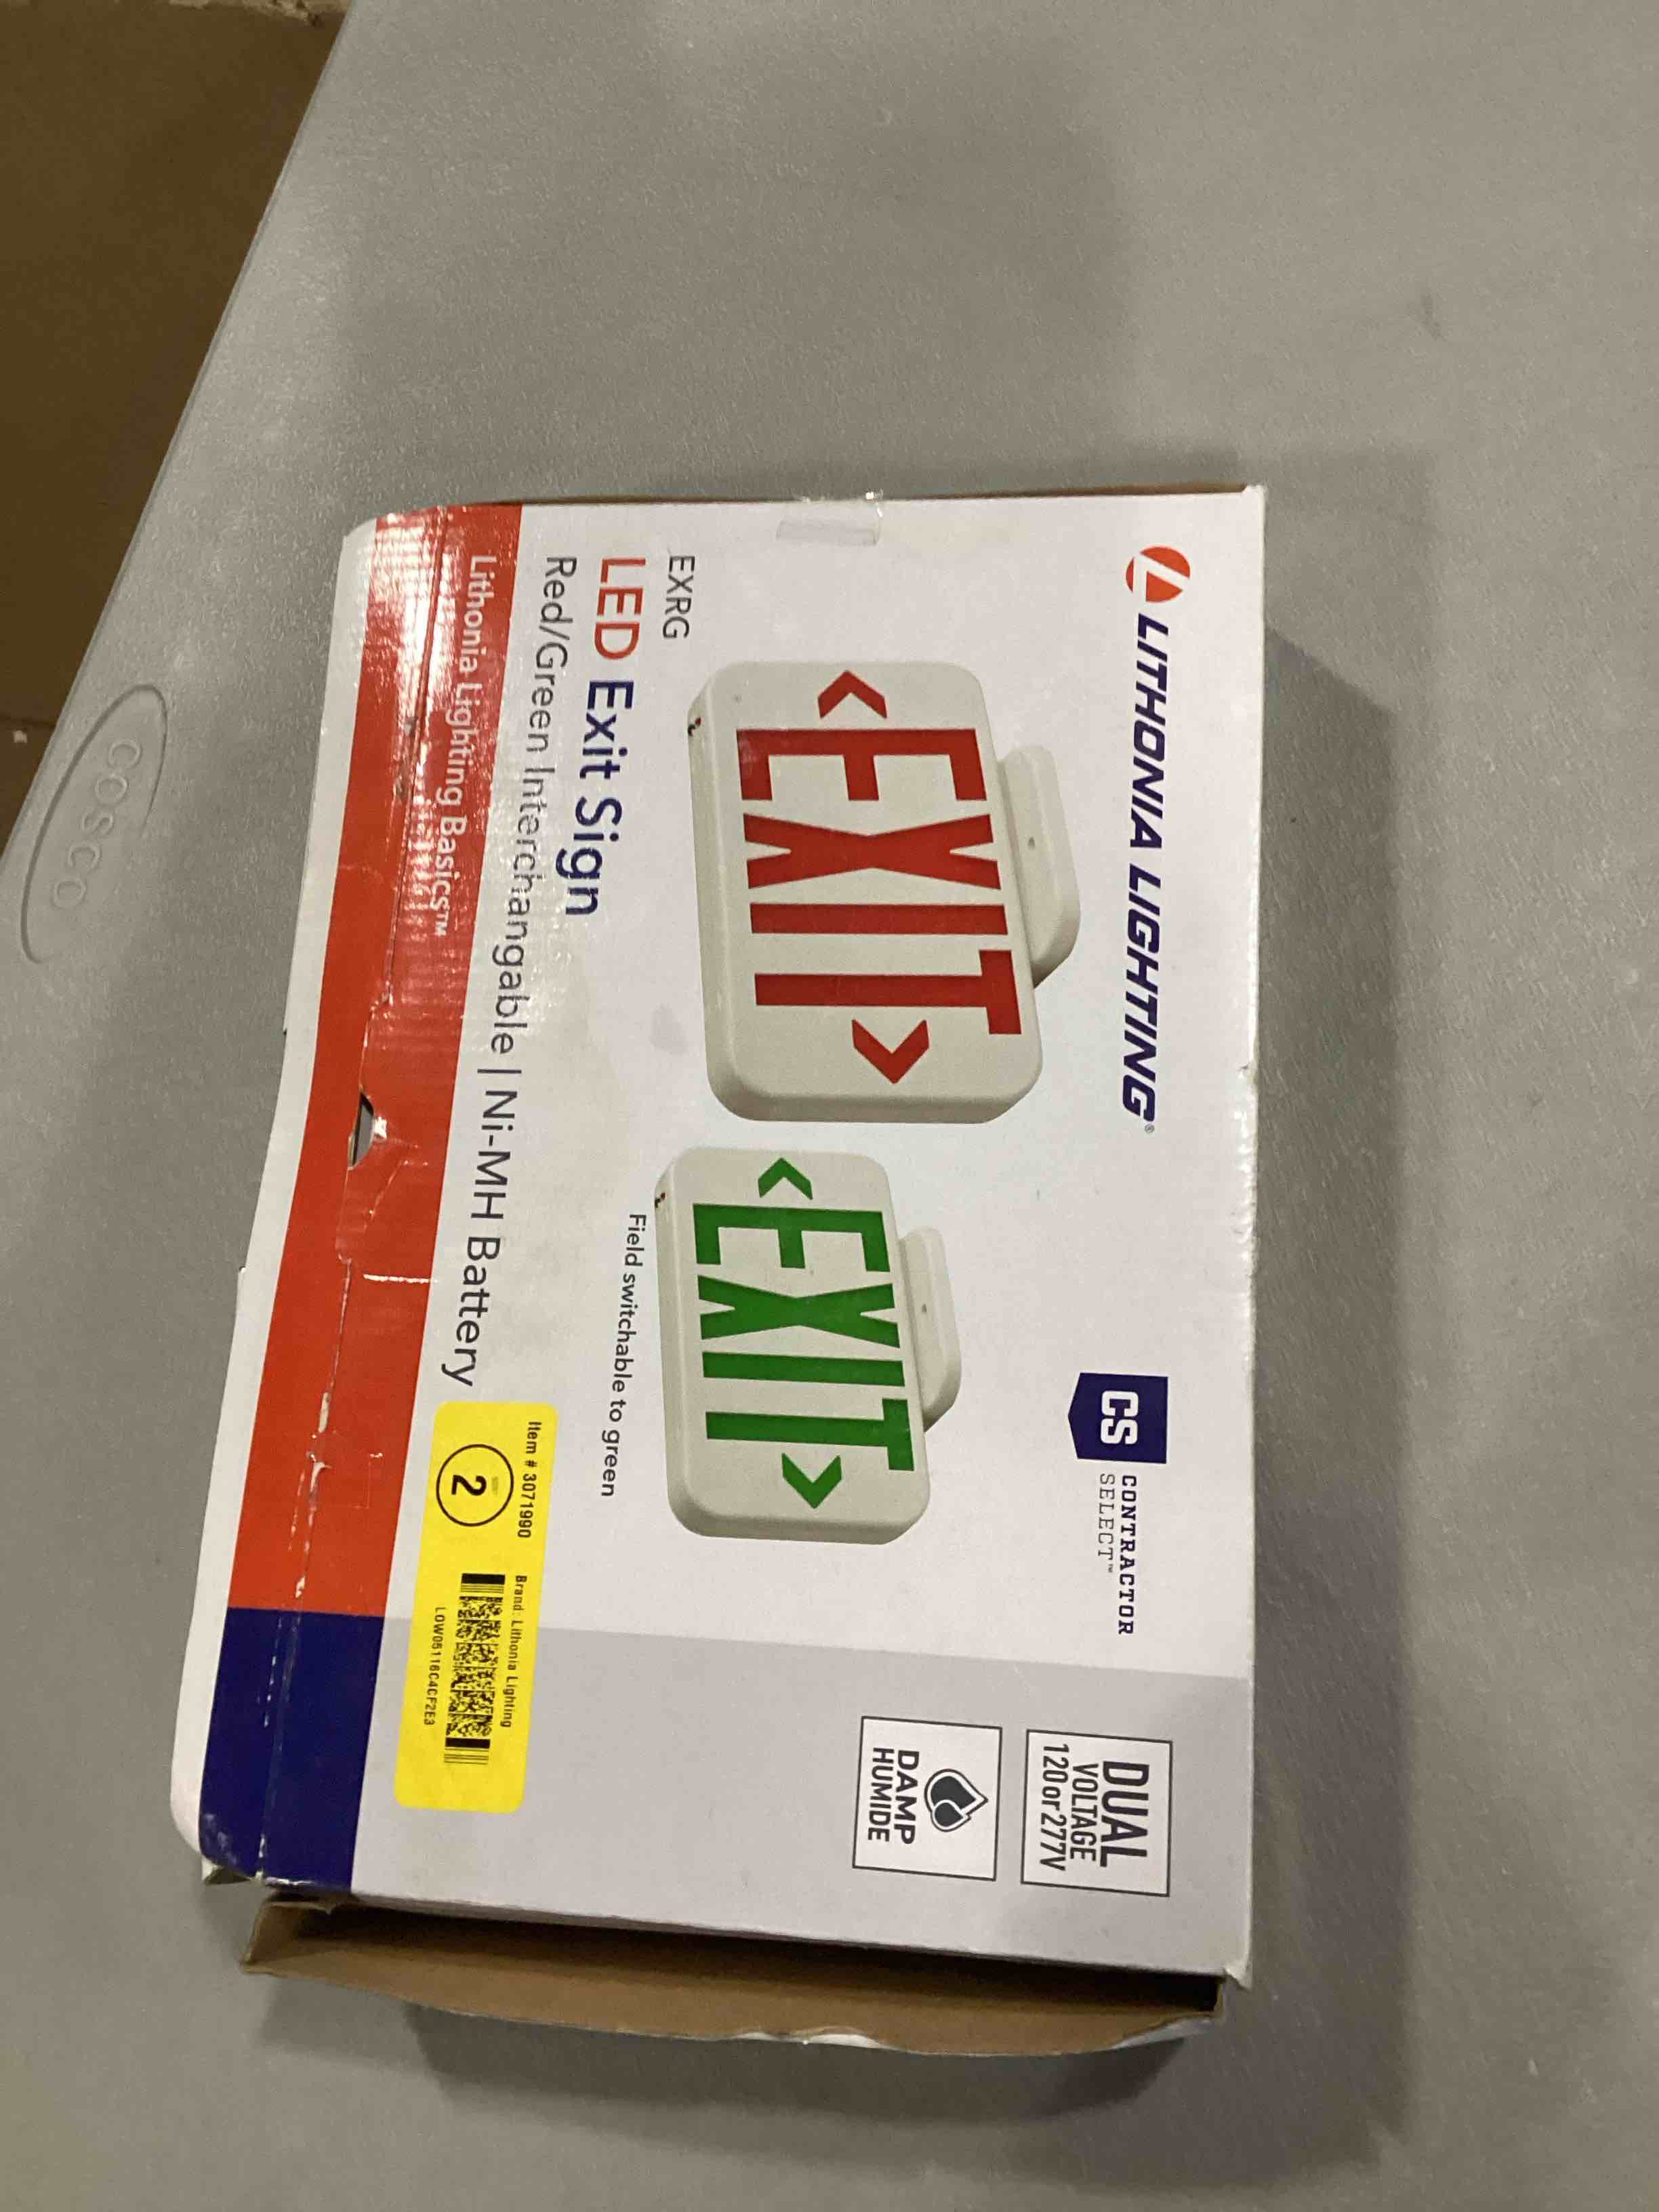 LITHONIA LIGHTING®
CS
CONTRACTOR
SELECT™
DUAL
VOLTAGE
120 or 277V
DAMP
HUMIDE
EXIT
EXIT
Field switchable to green
EXRG
LED Exit Sign
Red/Green Interchangable | Ni-MH Battery
Lithonia Lighting Basics™
Item # 3071990
Brand: Lithonia Lighting
2
LOW05116C4CF2E3
COSCO